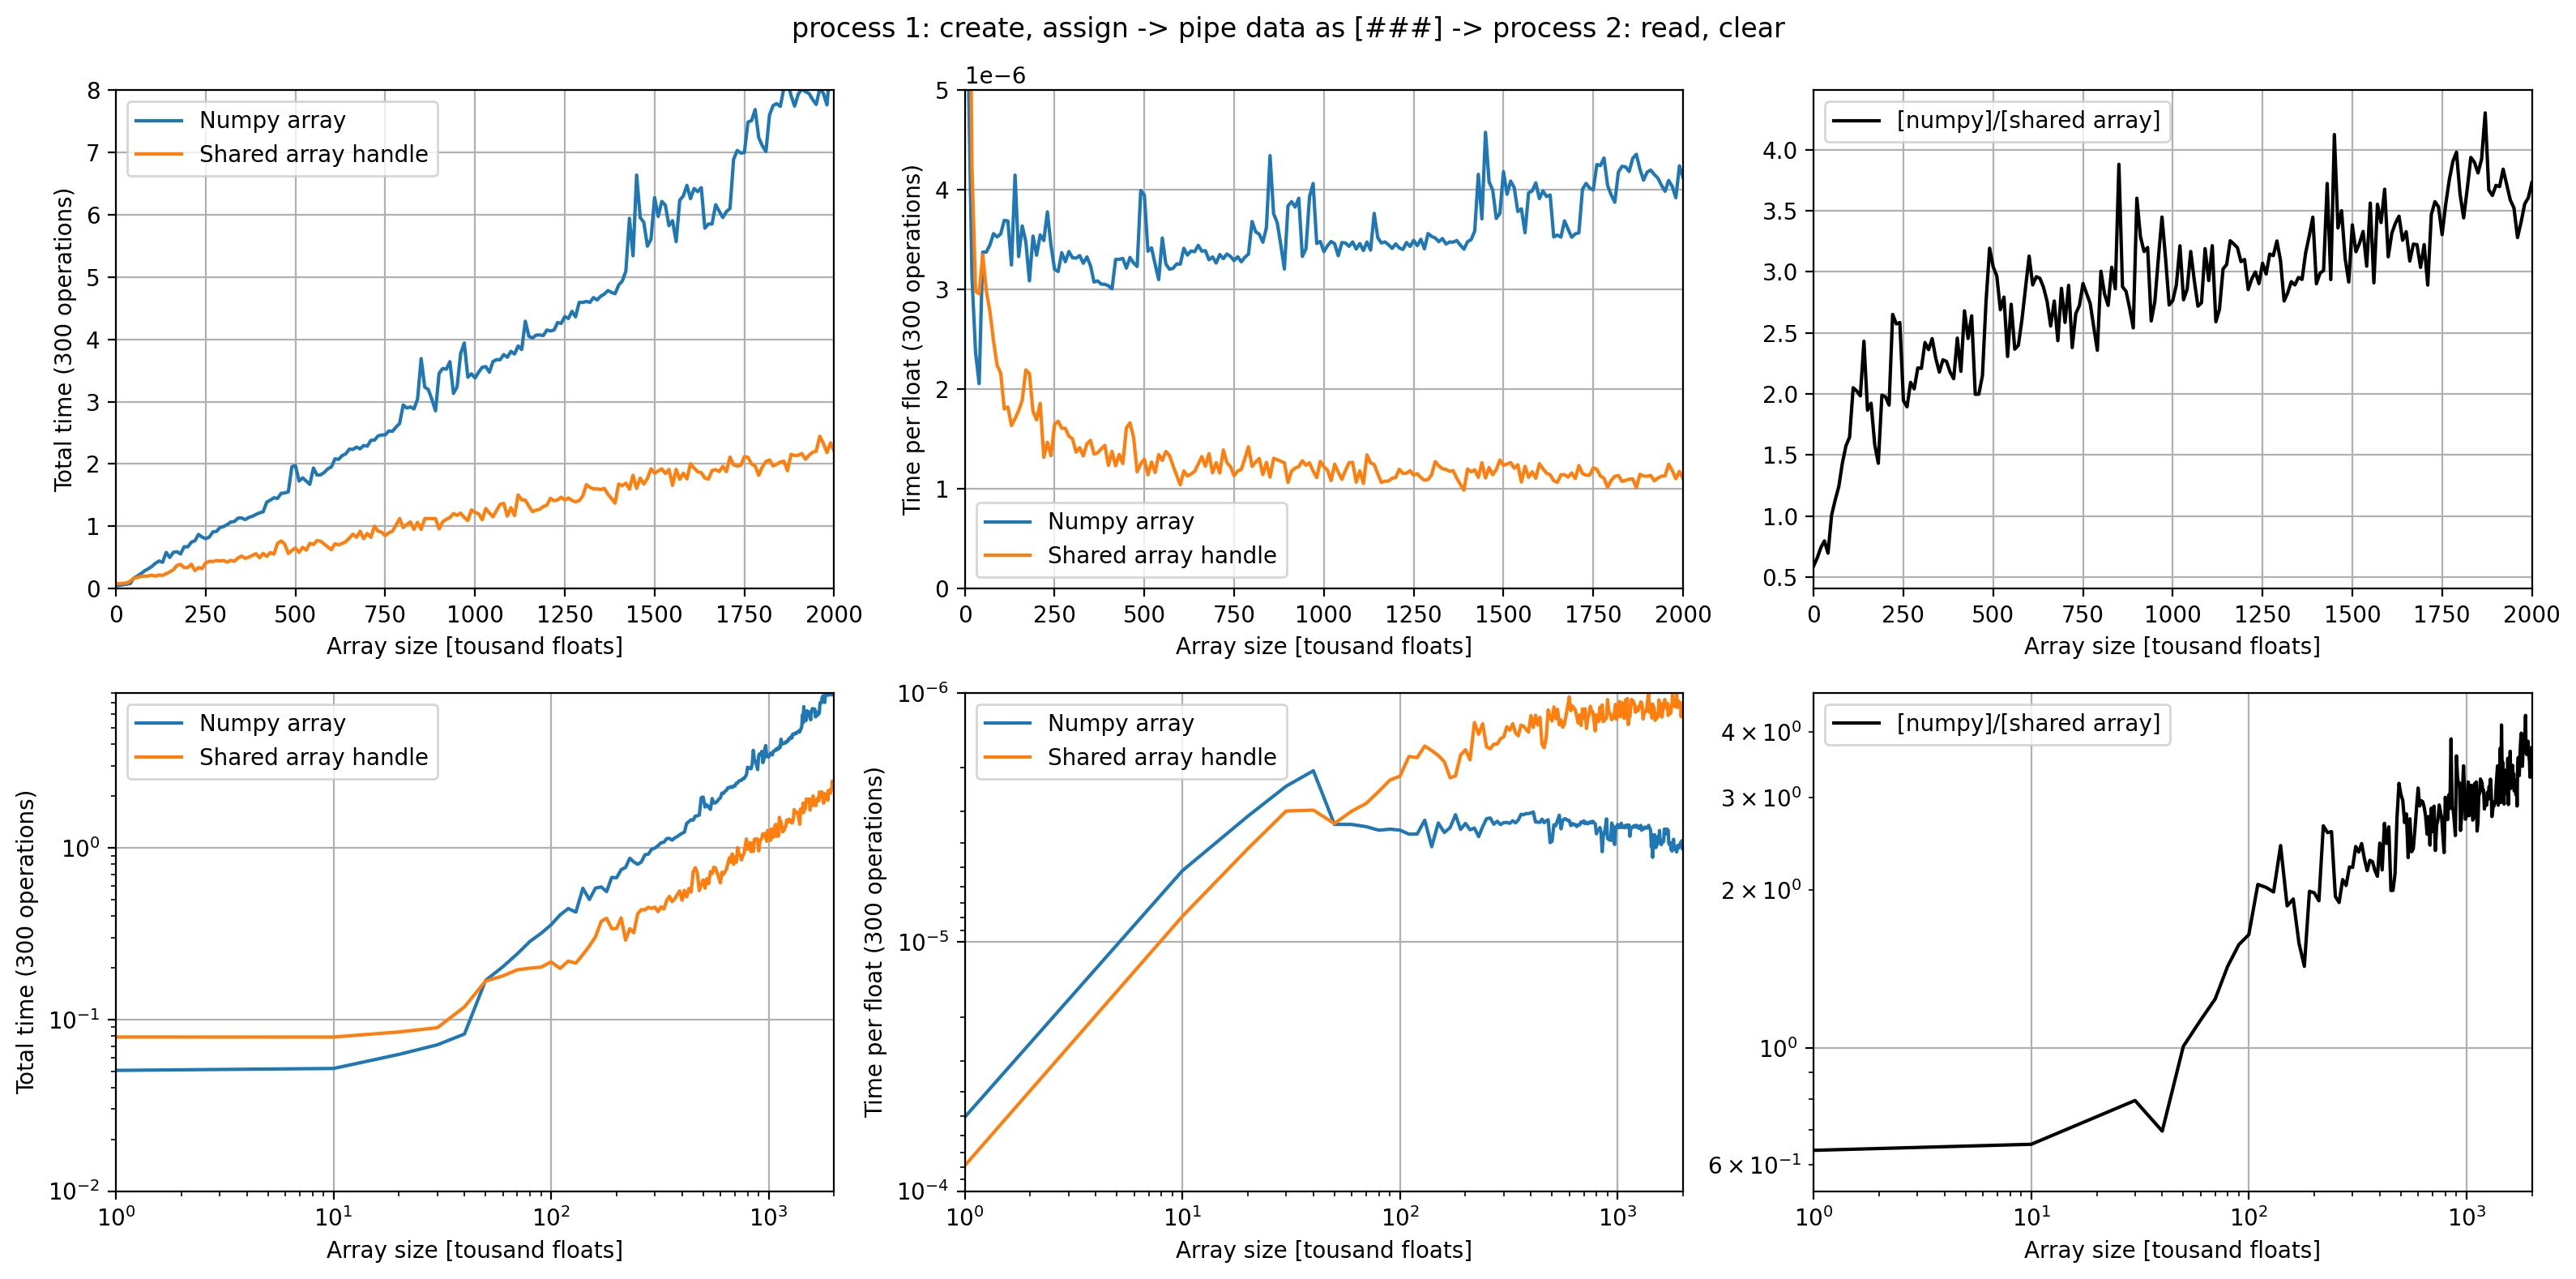 process 1: create, assign -> pipe data as [###] -> process 2: read, clear
8
7
6
5
4
3
2
1
0
Total time (300 operations)
Numpy array
Shared array handle
0 250 500 750 1000 1250 1500 1750 2000
Array size [tousand floats]
1e−6
5
4
3
2
1
0
Time per float (300 operations)
Numpy array
Shared array handle
0 250 500 750 1000 1250 1500 1750 2000
Array size [tousand floats]
[numpy]/[shared array]
4.0
3.5
3.0
2.5
2.0
1.5
1.0
0.5
0 250 500 750 1000 1250 1500 1750 2000
Array size [tousand floats]
Numpy array
Shared array handle
10⁰
10⁻¹
10⁻²
Total time (300 operations)
10⁰ 10¹ 10² 10³
Array size [tousand floats]
10⁻⁶
10⁻⁵
10⁻⁴
Time per float (300 operations)
Numpy array
Shared array handle
10⁰ 10¹ 10² 10³
Array size [tousand floats]
[numpy]/[shared array]
4 × 10⁰
3 × 10⁰
2 × 10⁰
10⁰
6 × 10⁻¹
10⁰ 10¹ 10² 10³
Array size [tousand floats]